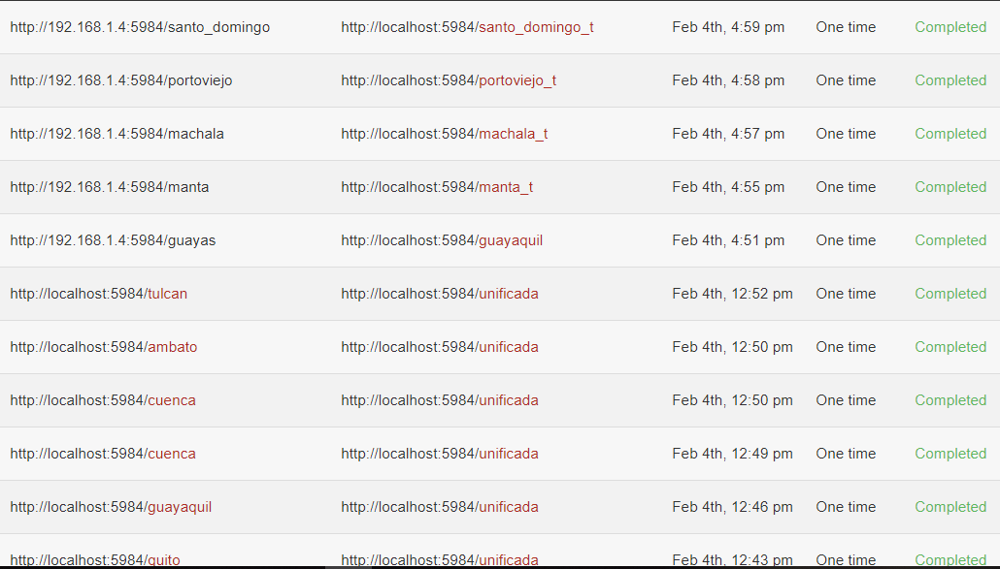 http://192.168.1.4:5984/santo_domingo http://localhost:5984/santo_domingo_t Feb 4th, 4:59 pm One time Completed
http://192.168.1.4:5984/portoviejo http://localhost:5984/portoviejo_t Feb 4th, 4:58 pm One time Completed
http://192.168.1.4:5984/machala http://localhost:5984/machala_t Feb 4th, 4:57 pm One time Completed
http://192.168.1.4:5984/manta http://localhost:5984/manta_t Feb 4th, 4:55 pm One time Completed
http://192.168.1.4:5984/guayas http://localhost:5984/guayaquil Feb 4th, 4:51 pm One time Completed
http://localhost:5984/tulcan http://localhost:5984/unificada Feb 4th, 12:52 pm One time Completed
http://localhost:5984/ambato http://localhost:5984/unificada Feb 4th, 12:50 pm One time Completed
http://localhost:5984/cuenca http://localhost:5984/unificada Feb 4th, 12:50 pm One time Completed
http://localhost:5984/cuenca http://localhost:5984/unificada Feb 4th, 12:49 pm One time Completed
http://localhost:5984/guayaquil http://localhost:5984/unificada Feb 4th, 12:46 pm One time Completed
http://localhost:5984/quito http://localhost:5984/unificada Feb 4th, 12:43 pm One time Completed